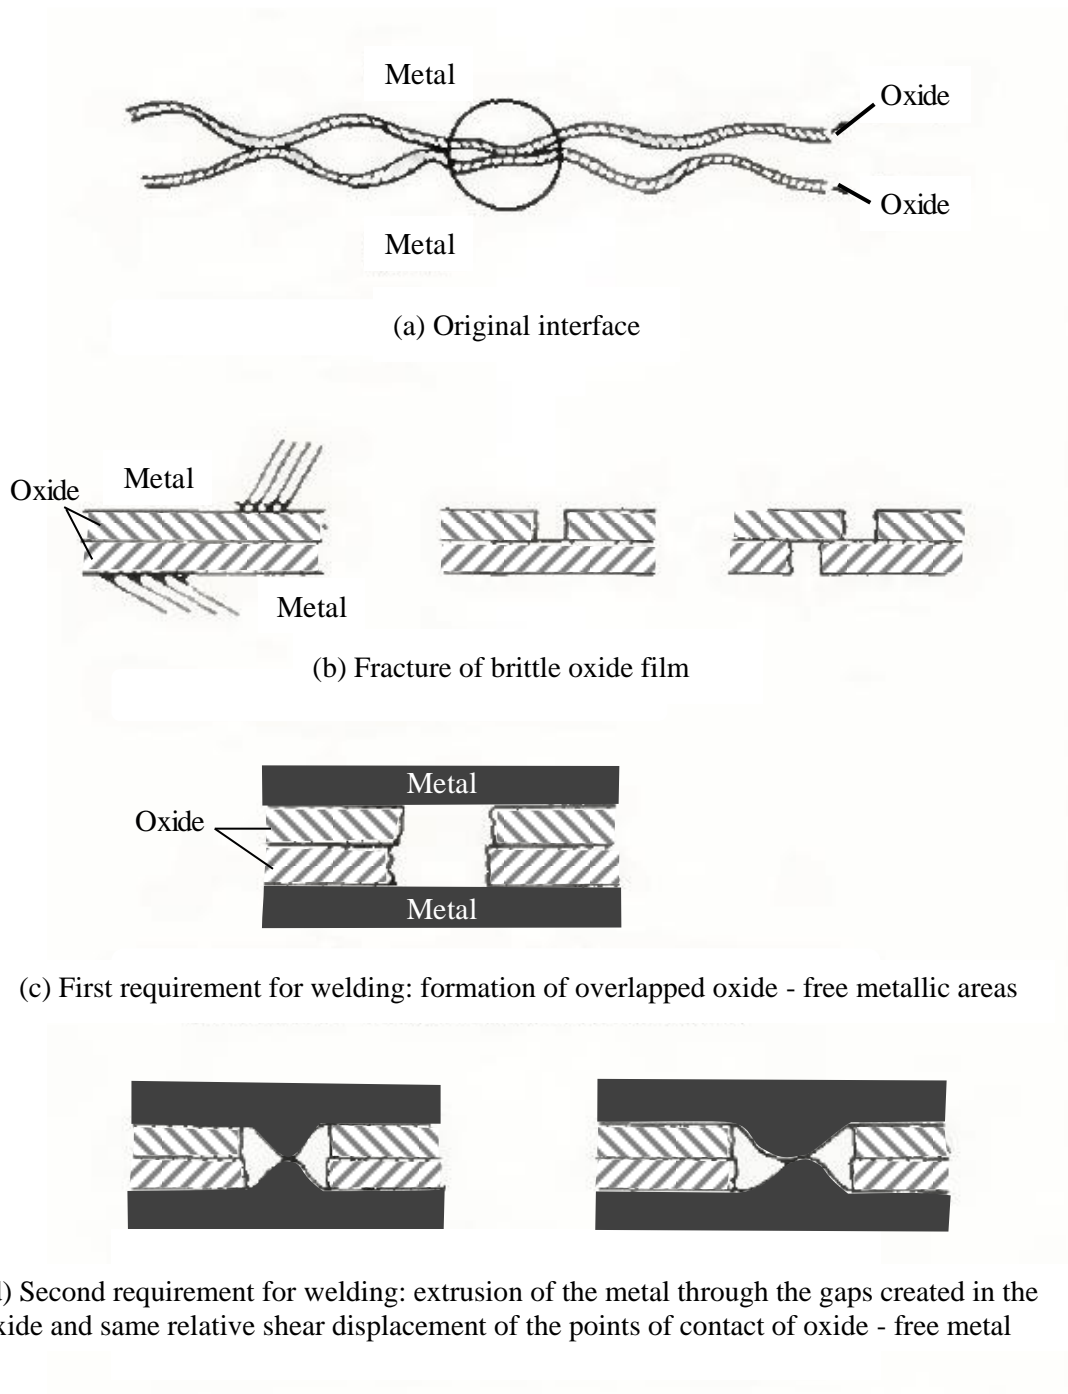 Metal
Oxide
Oxide
Metal
(a) Original interface
Metal
Oxide
Metal
(b) Fracture of brittle oxide film
Metal
Oxide
Metal
(c) First requirement for welding: formation of overlapped oxide - free metallic areas
) Second requirement for welding: extrusion of the metal through the gaps created in the
xide and same relative shear displacement of the points of contact of oxide - free metal